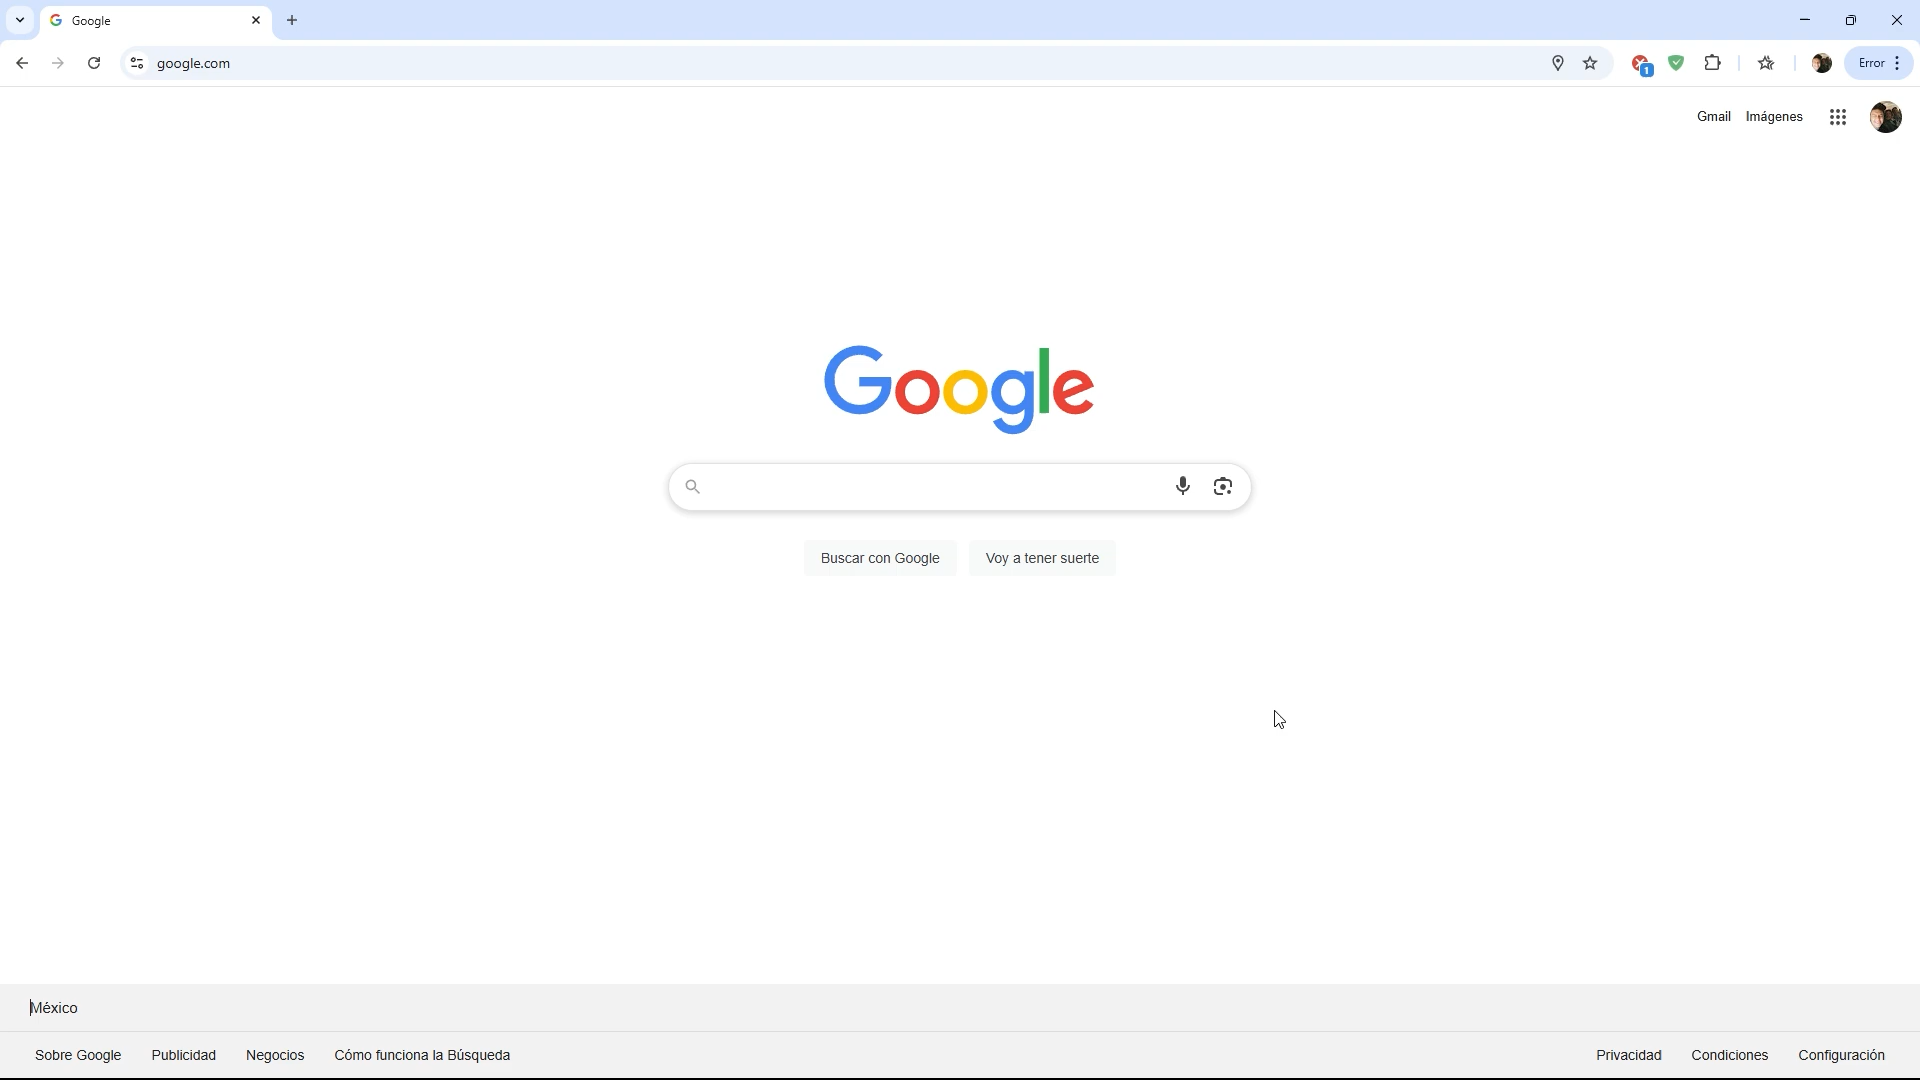 Google
google.com
1
Error
Gmail Imágenes
Google
Buscar con Google Voy a tener suerte
México
Sobre Google Publicidad Negocios Cómo funciona la Búsqueda Privacidad Condiciones Configuración